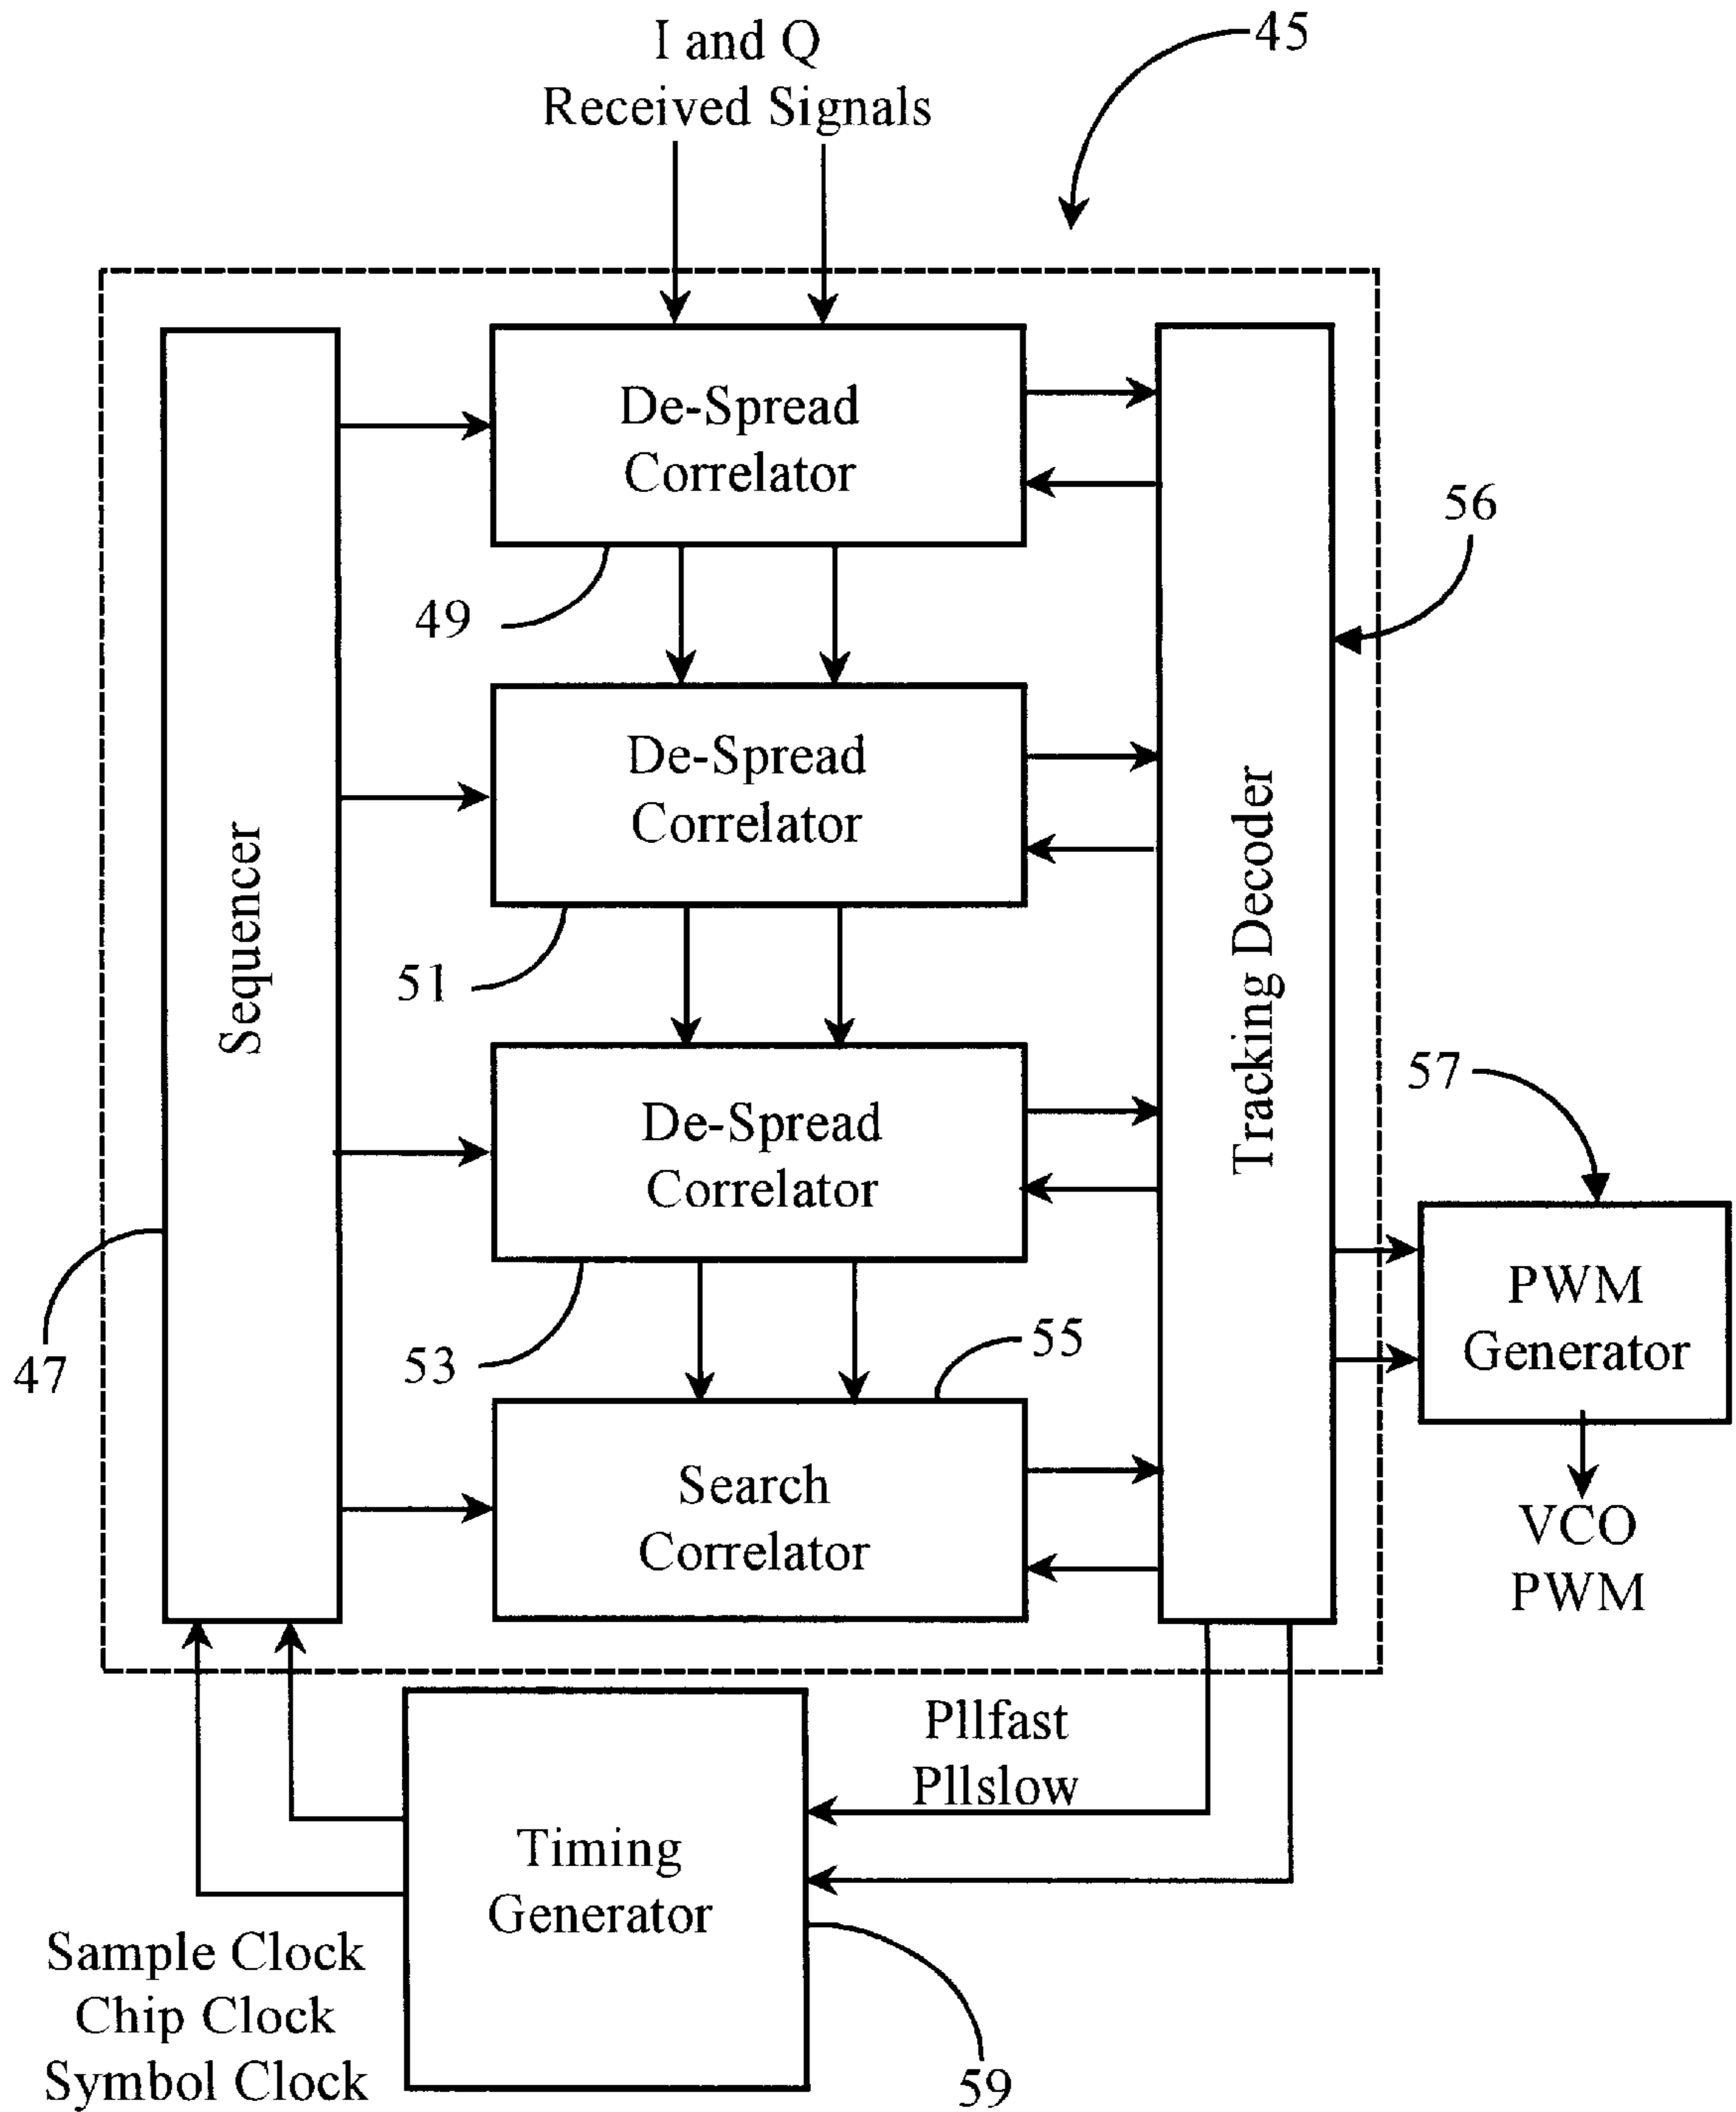 I and Q
Received Signals
45
De-Spread
Correlator
49
56
De-Spread
Correlator
51
Sequencer
Tracking Decoder
De-Spread
Correlator
57
47
53
55
PWM
Generator
Search
Correlator
VCO
PWM
Pllfast
Pllslow
Timing
Generator
Sample Clock
Chip Clock
Symbol Clock
59